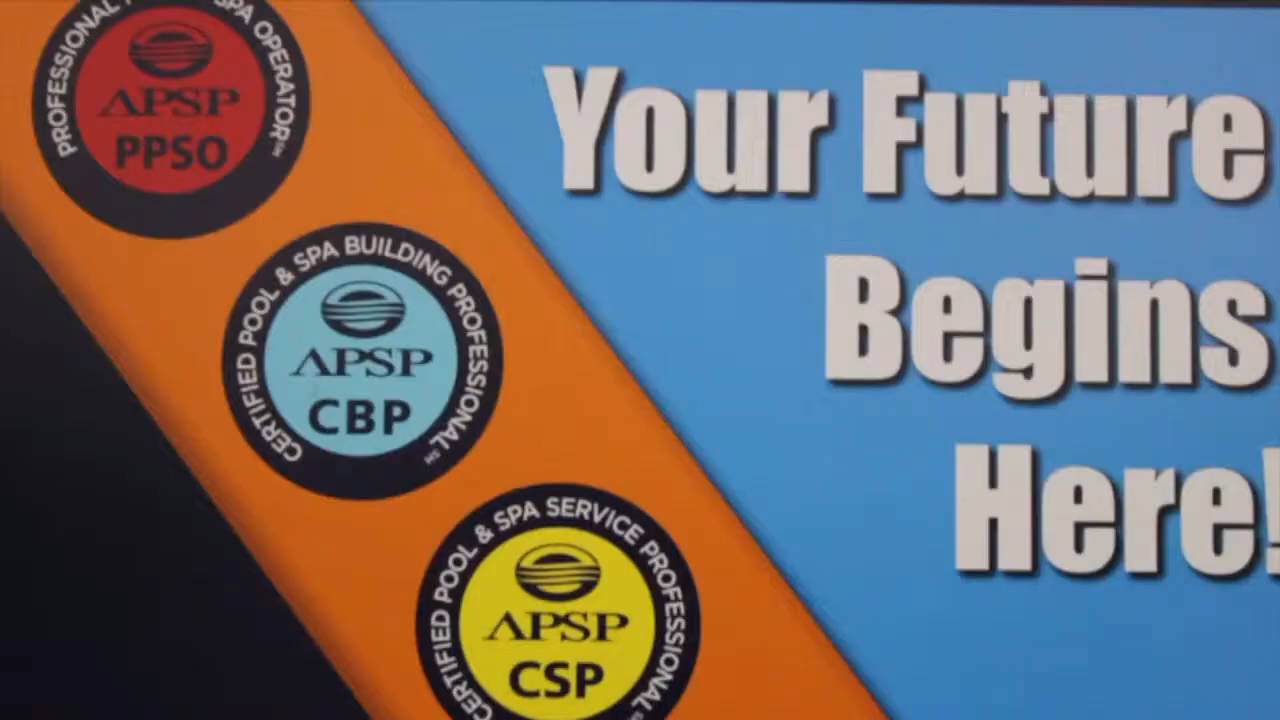 PROFESSIONAL
SPA OPERATOR
APSP
PPSO
CERTIFIED POOL & SPA BUILDING PROFESSIONAL
APSP
CBP
CERTIFIED POOL & SPA SERVICE PROFESSIONAL
APSP
CSP
Your Future
Begins
Here!